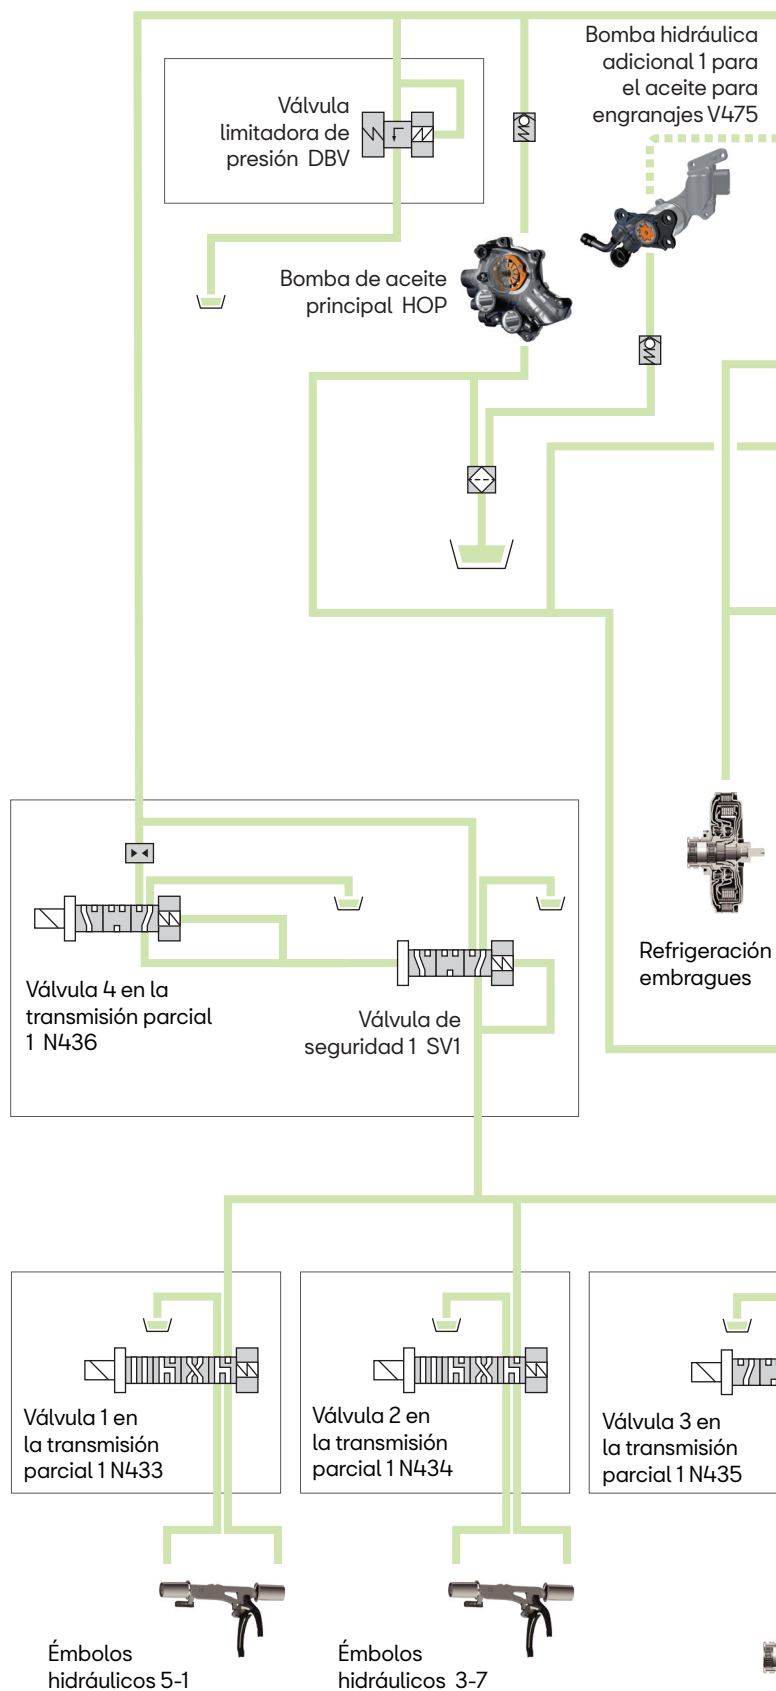 Bomba hidráulica
adicional 1 para
el aceite para
engranajes V475
Válvula
limitadora de
presión DBV
Bomba de aceite
principal HOP
Refrigeración
embragues
Válvula 4 en la
transmisión parcial
1 N436
Válvula de
seguridad 1 SV1
Válvula 1 en
la transmisión
parcial 1 N433
Válvula 2 en
la transmisión
parcial 1 N434
Válvula 3 en
la transmisión
parcial 1 N435
Émbolos
hidráulicos 5-1
Émbolos
hidráulicos 3-7